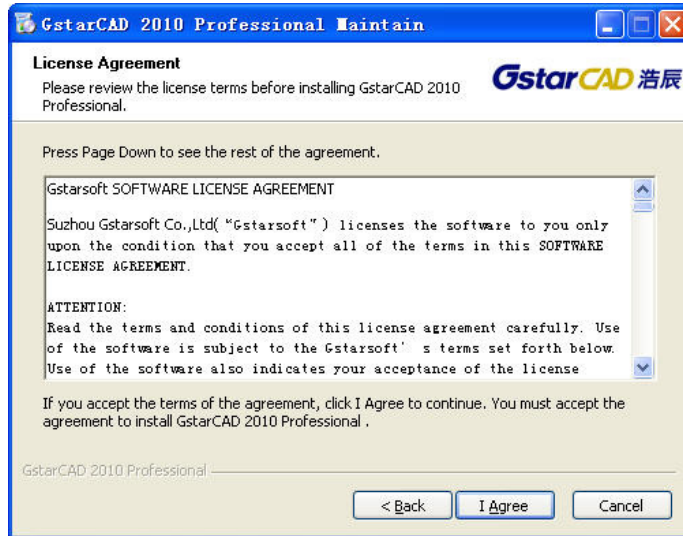 GstarCAD 2010 Professional Maintain
License Agreement
Please review the license terms before installing GstarCAD 2010
Professional.
GstarCAD 浩辰
Press Page Down to see the rest of the agreement.
Gstarsoft SOFTWARE LICENSE AGREEMENT
Suzhou Gstarsoft Co.,Ltd( “Gstarsoft” ) licenses the software to you only
upon the condition that you accept all of the terms in this SOFTWARE
LICENSE AGREEMENT.
ATTENTION:
Read the terms and conditions of this license agreement carefully. Use
of the software is subject to the Gstarsoft’ s terms set forth below.
Use of the software also indicates your acceptance of the license
If you accept the terms of the agreement, click I Agree to continue. You must accept the
agreement to install GstarCAD 2010 Professional .
GstarCAD 2010 Professional
< Back
I Agree
Cancel